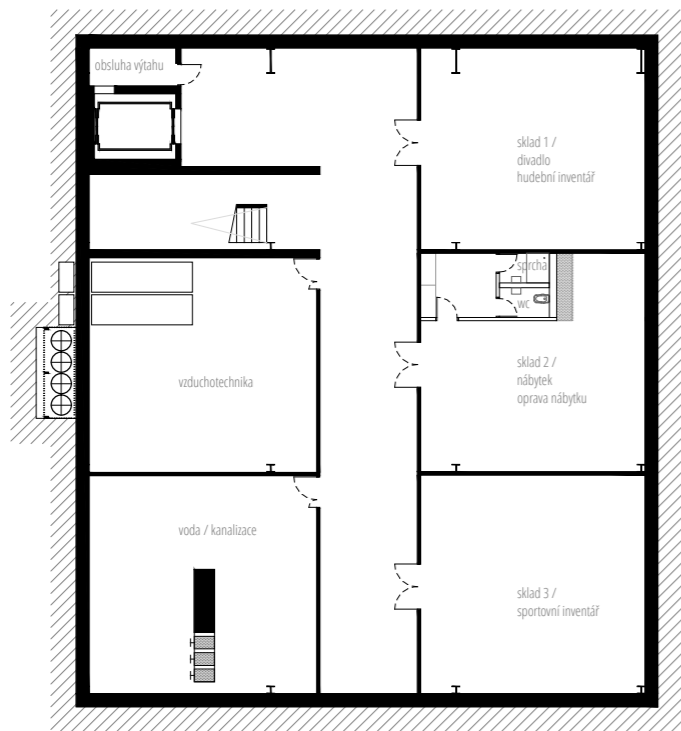 obsluha výtahu
sklad 1 /
divadlo
hudební inventář
sprcha
wc
sklad 2 /
nábytek
oprava nábytku
vzduchotechnika
voda / kanalizace
sklad 3 /
sportovní inventář